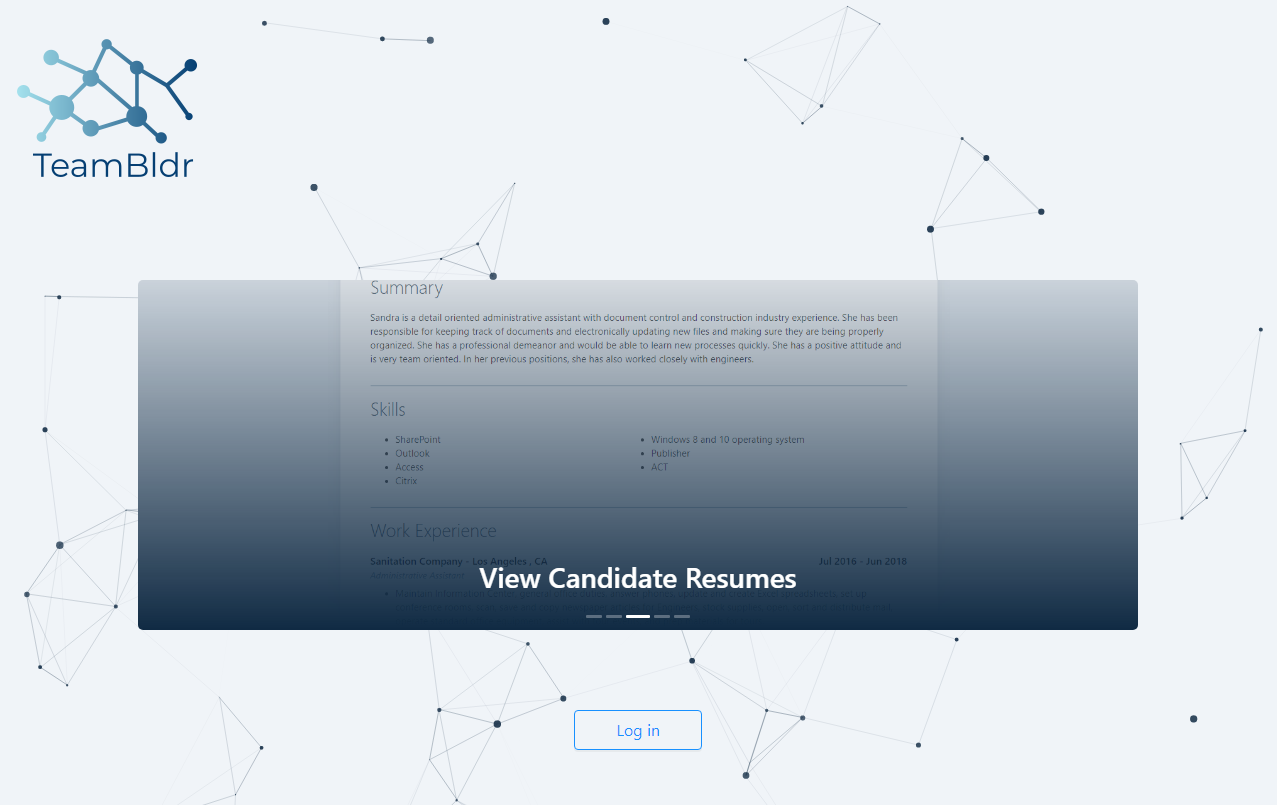 TeamBldr
Summary
Sandra is a detail oriented administrative assistant with document control and construction industry experience. She has been
responsible for keeping track of documents and electronically updating new files and making sure they are being properly
organized. She has a professional demeanor and would be able to learn new processes quickly. She has a positive attitude and
is very team oriented. In her previous positions, she has also worked closely with engineers.
Skills
SharePoint
Outlook
Access
Citrix
Windows 8 and 10 operating system
Publisher
ACT
Work Experience
Sanitation Company - Los Angeles , CA
Jul 2016 - Jun 2018
Administrative Assistant
View Candidate Resumes
Log in